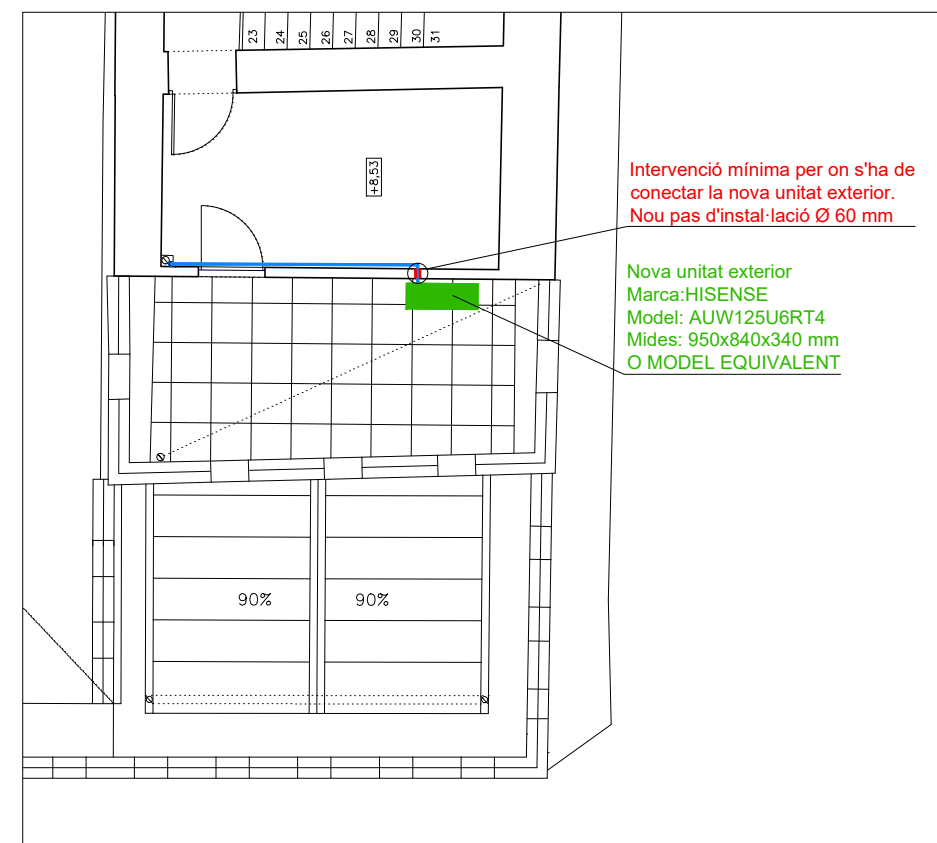 23
24
25
26
27
28
29
30
31
+8,53
Intervenció mínima per on s'ha de
conectar la nova unitat exterior.
Nou pas d'instal·lació Ø 60 mm
Nova unitat exterior
Marca:HISENSE
Model: AUW125U6RT4
Mides: 950x840x340 mm
O MODEL EQUIVALENT
90%
90%